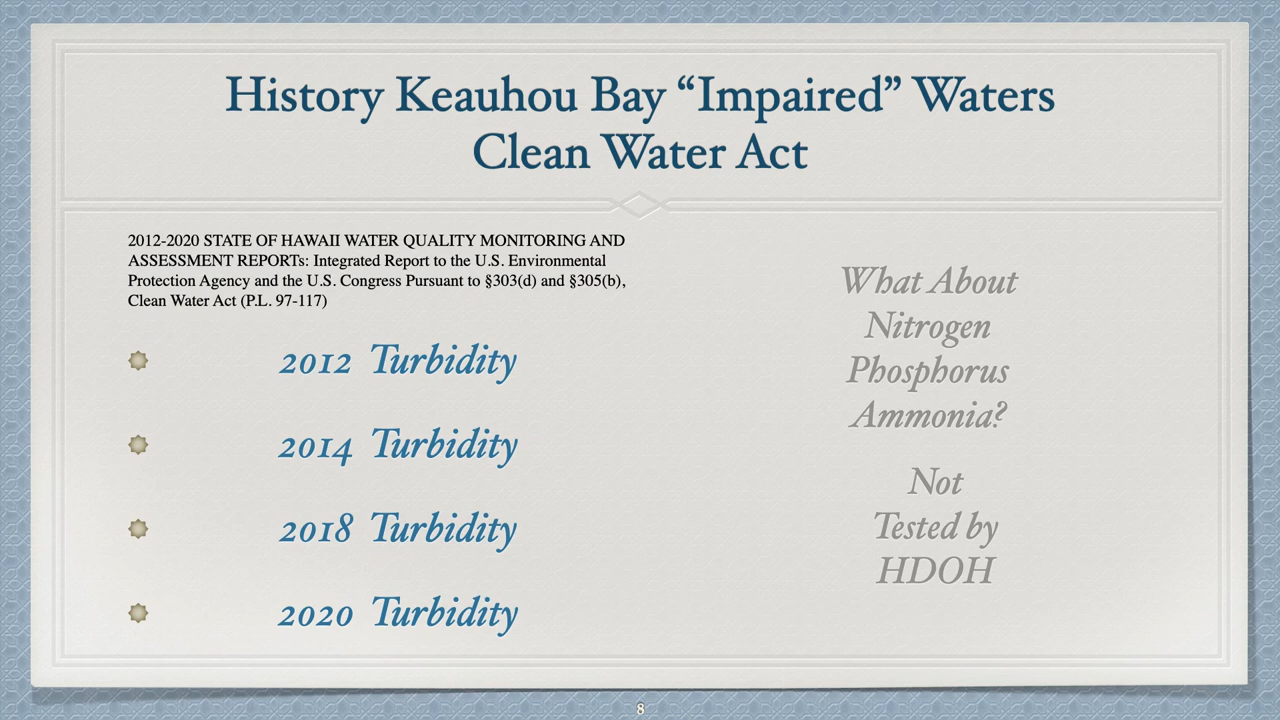 History Keauhou Bay “Impaired” Waters
Clean Water Act
2012-2020 STATE OF HAWAII WATER QUALITY MONITORING AND
ASSESSMENT REPORTs: Integrated Report to the U.S. Environmental
Protection Agency and the U.S. Congress Pursuant to §303(d) and §305(b),
Clean Water Act (P.L. 97-117)
2012 Turbidity
2014 Turbidity
2018 Turbidity
2020 Turbidity
What About
Nitrogen
Phosphorus
Ammonia?
Not
Tested by
HDOH
8